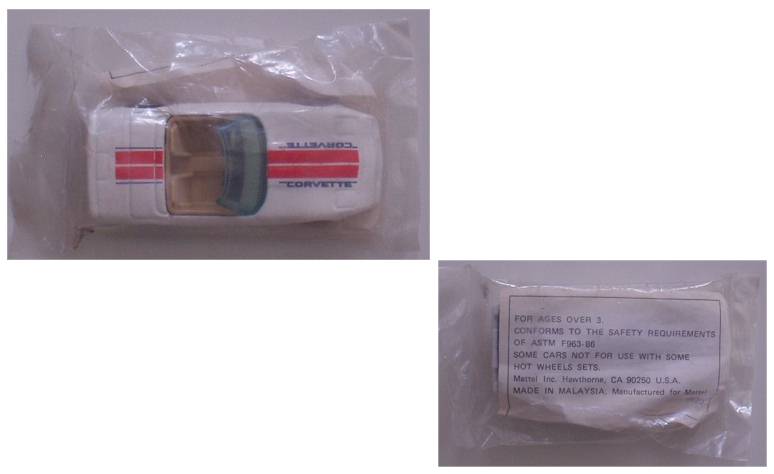 CORVETTE
CORVETTE
FOR AGES OVER 3.
CONFORMS TO THE SAFETY REQUIREMENTS
OF ASTM F963-86
SOME CARS NOT FOR USE WITH SOME
HOT WHEELS SETS.
Mattel Inc. Hawthorne, CA 90250 U.S.A.
MADE IN MALAYSIA. Manufactured for Mattel